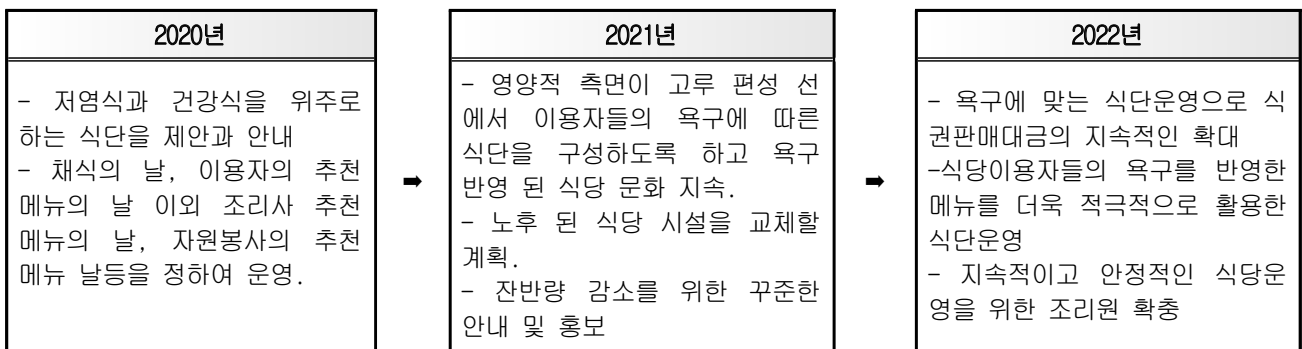 2020년
- 저염식과 건강식을 위주로
하는 식단을 제안과 안내
- 채식의 날, 이용자의 추천
메뉴의 날 이외 조리사 추천
메뉴의 날, 자원봉사의 추천
메뉴 날등을 정하여 운영.
➡
2021년
- 영양적 측면이 고루 편성 선
에서 이용자들의 욕구에 따른
식단을 구성하도록 하고 욕구
반영 된 식당 문화 지속.
- 노후 된 식당 시설을 교체할
계획.
- 잔반량 감소를 위한 꾸준한
안내 및 홍보
➡
2022년
- 욕구에 맞는 식단운영으로 식
권판매대금의 지속적인 확대
-식당이용자들의 욕구를 반영한
메뉴를 더욱 적극적으로 활용한
식단운영
- 지속적이고 안정적인 식당운
영을 위한 조리원 확충